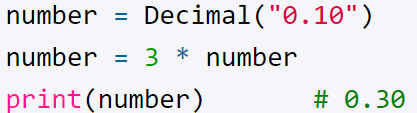 number = Decimal("0.10")
number = 3 * number
print(number)       # 0.30